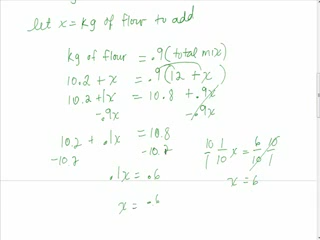 let x = kg of flour to add
kg of flour = .9(total mix)
10.2 + x = .9(12 + x)
10.2 + 1x = 10.8 + .9x
-.9x -.9x
10.2 + .1x = 10.8
-10.2 -10.2
.1x = .6
x = .6
10/1 1/10 x = 6/10 10/1
x = 6